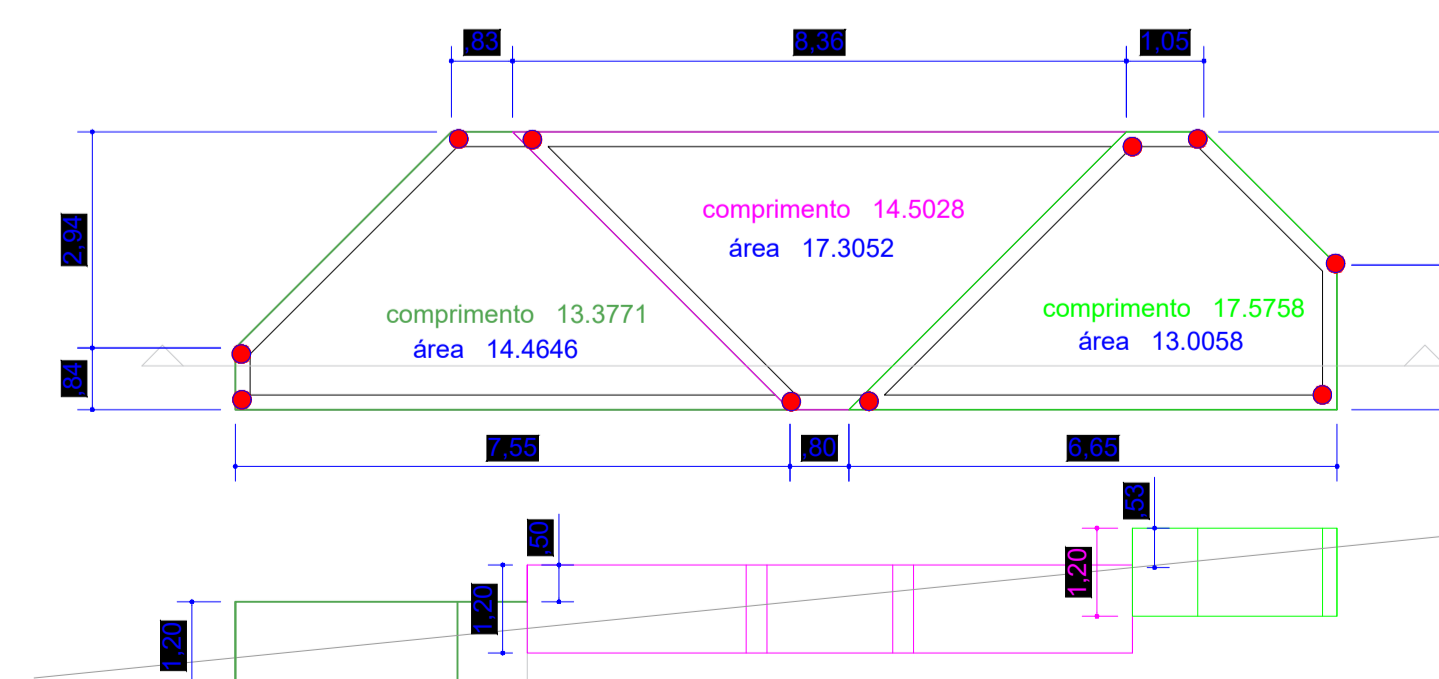 ,83
8,36
1,05
2,94
comprimento 14.5028
área 17.3052
comprimento 13.3771
área 14.4646
comprimento 17.5758
área 13.0058
,84
7,55
,80
6,65
,53
,50
1,20
1,20
1,20